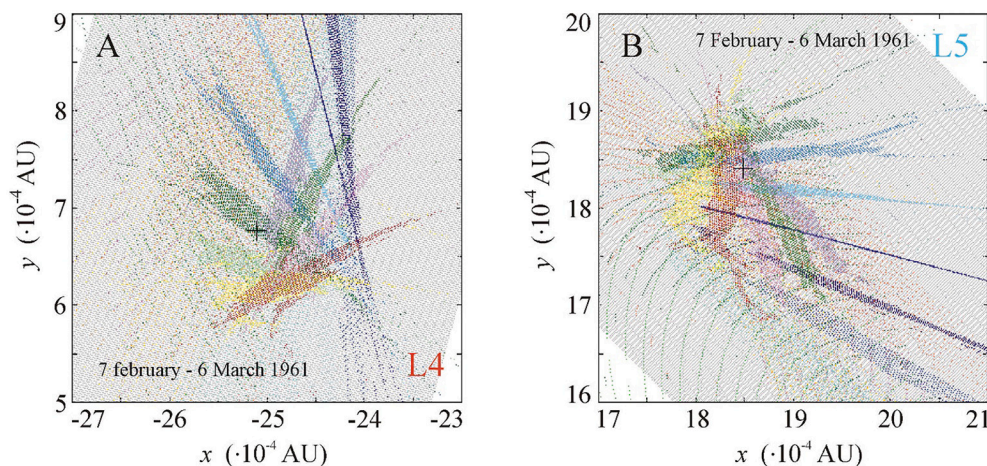 A
9
8
7
6
5
y (·10⁻⁴ AU)
7 february - 6 March 1961
L4
-27 -26 -25 -24 -23
x (·10⁻⁴ AU)
B
7 February - 6 March 1961
L5
20
19
18
17
16
y (·10⁻⁴ AU)
17 18 19 20 21
x (·10⁻⁴ AU)